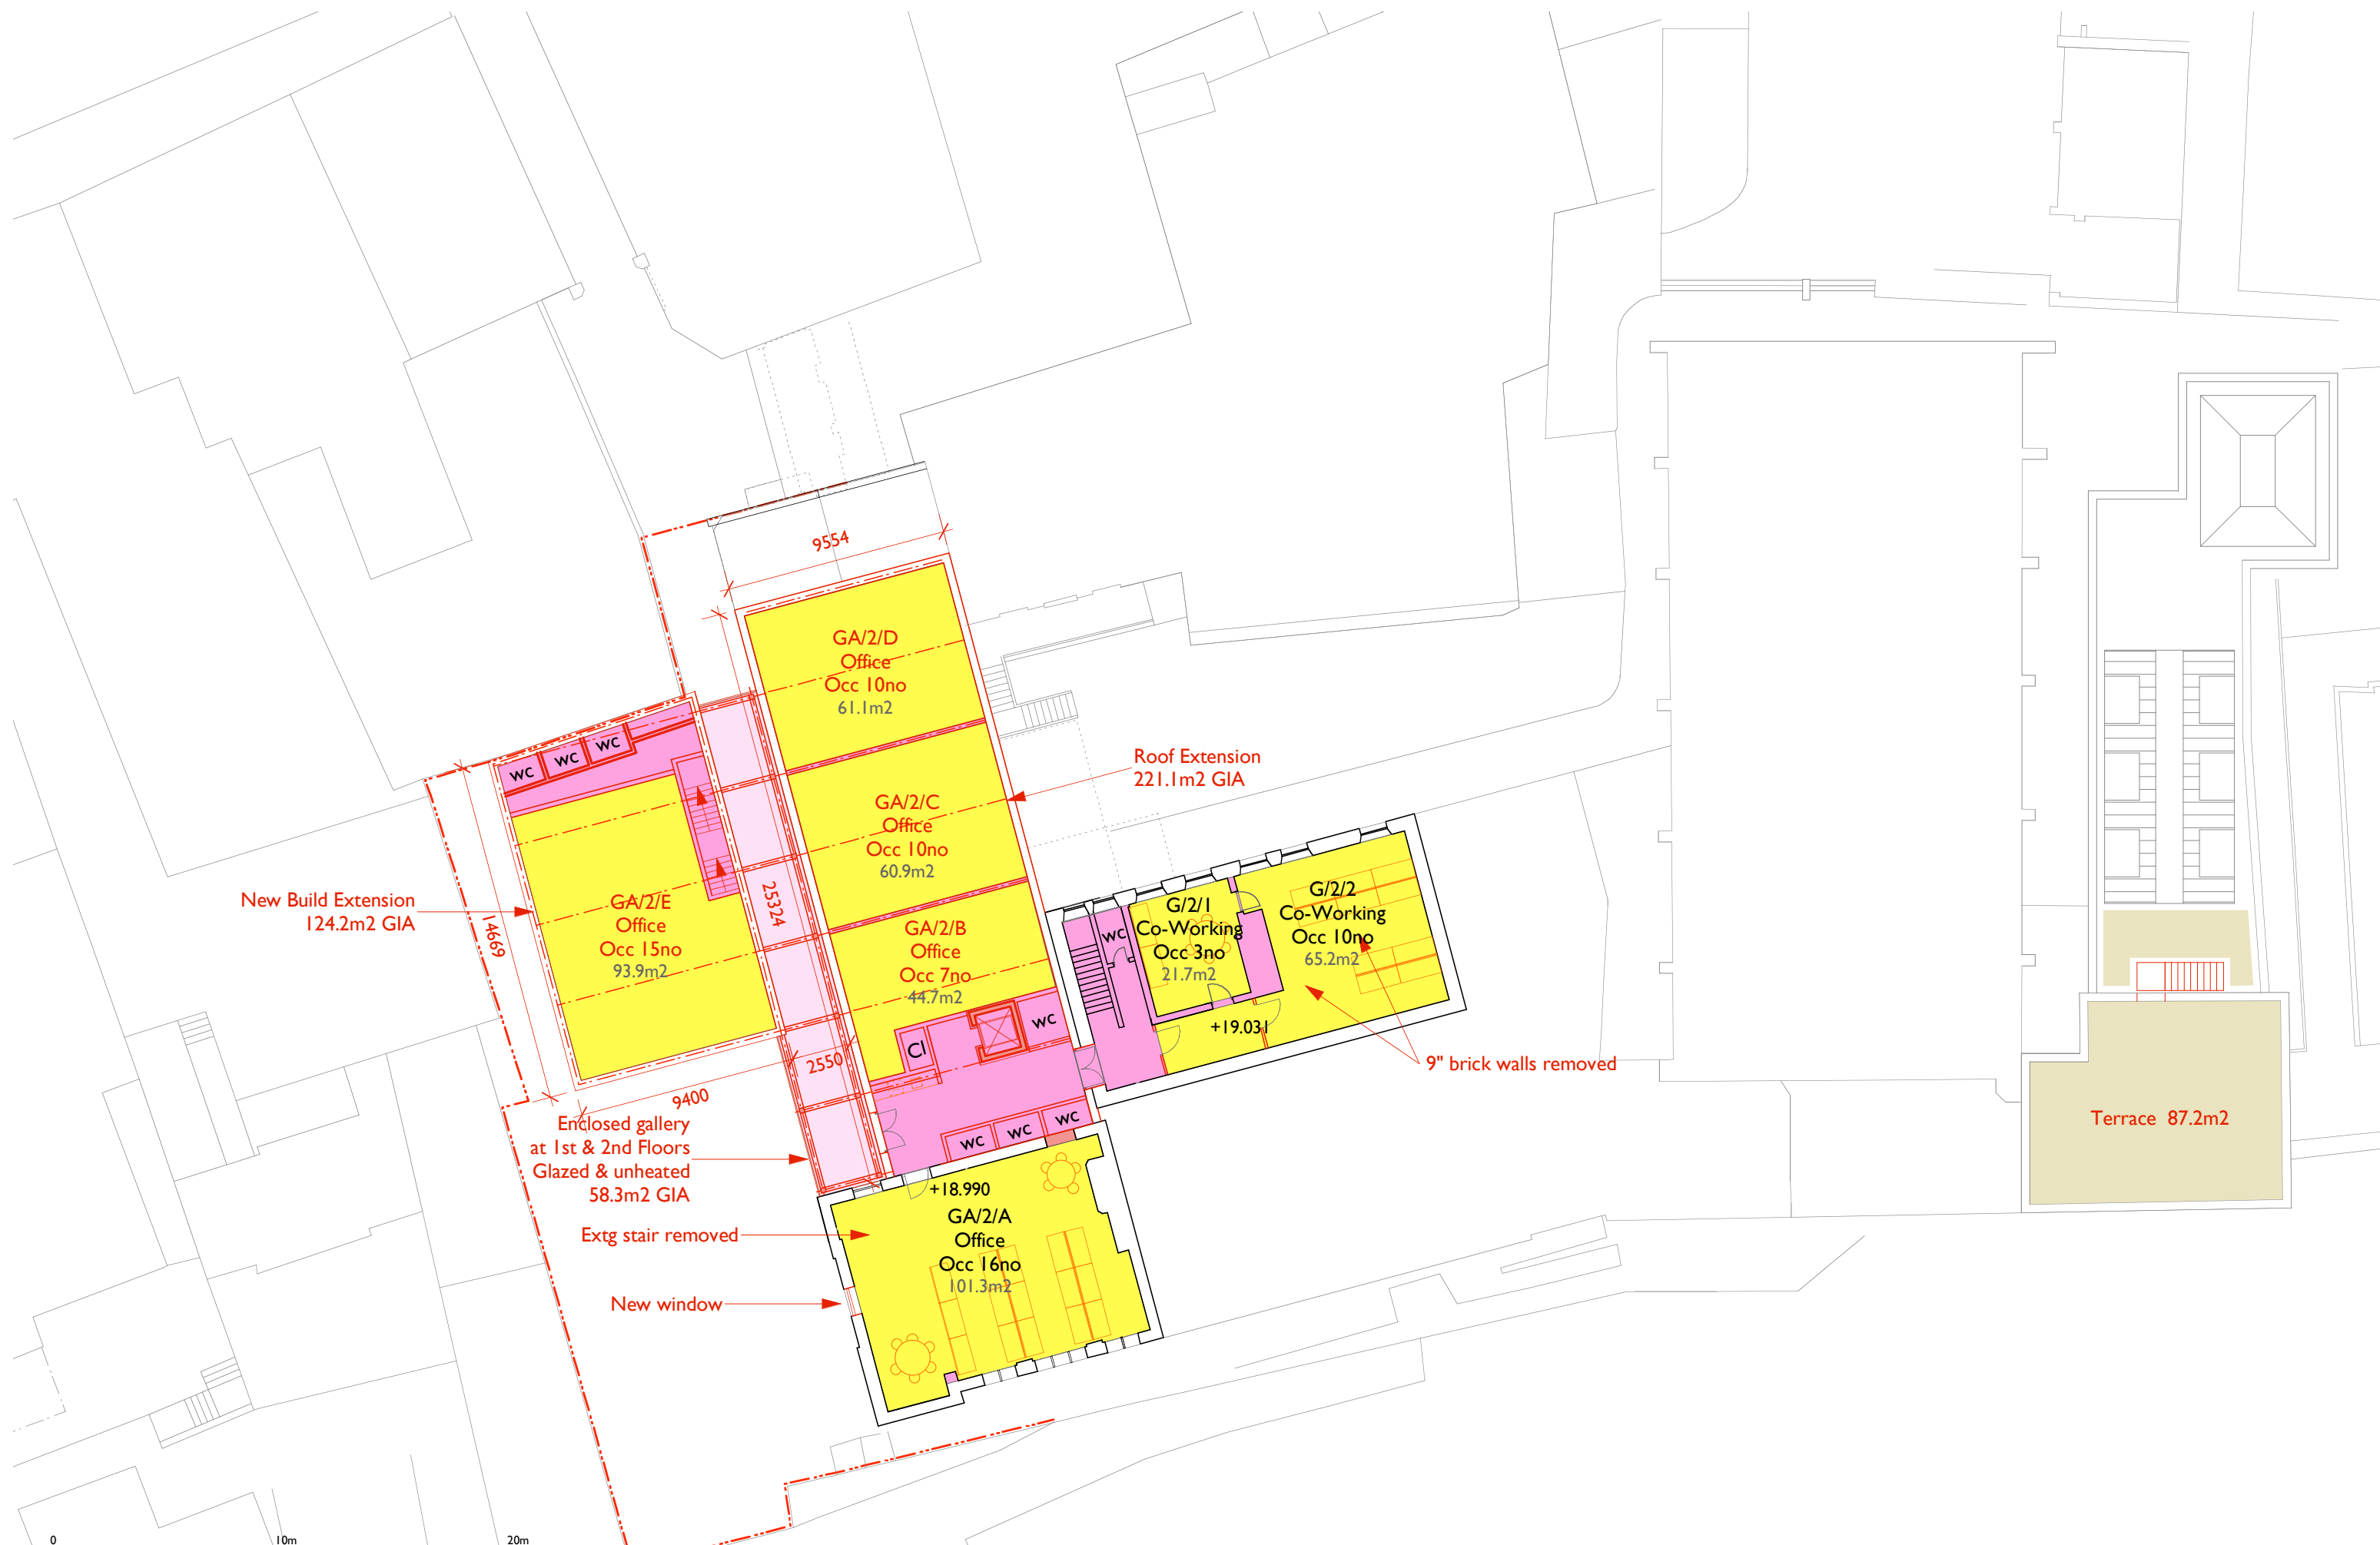 9554
GA/2/D
Office
Occ 10no
61.1m2
WC
WC
WC
Roof Extension
221.1m2 GIA
GA/2/C
Office
Occ 10no
60.9m2
New Build Extension
124.2m2 GIA
14669
GA/2/E
Office
Occ 15no
93.9m2
25324
GA/2/B
Office
Occ 7no
44.7m2
WC
G/2/1
Co-Working
Occ 3no
21.7m2
G/2/2
Co-Working
Occ 10no
65.2m2
+19.031
9" brick walls removed
WC
Cl
2550
9400
Enclosed gallery
at 1st & 2nd Floors
Glazed & unheated
58.3m2 GIA
WC
WC
WC
Terrace 87.2m2
+18.990
GA/2/A
Office
Occ 16no
101.3m2
Extg stair removed
New window
0
10m
20m